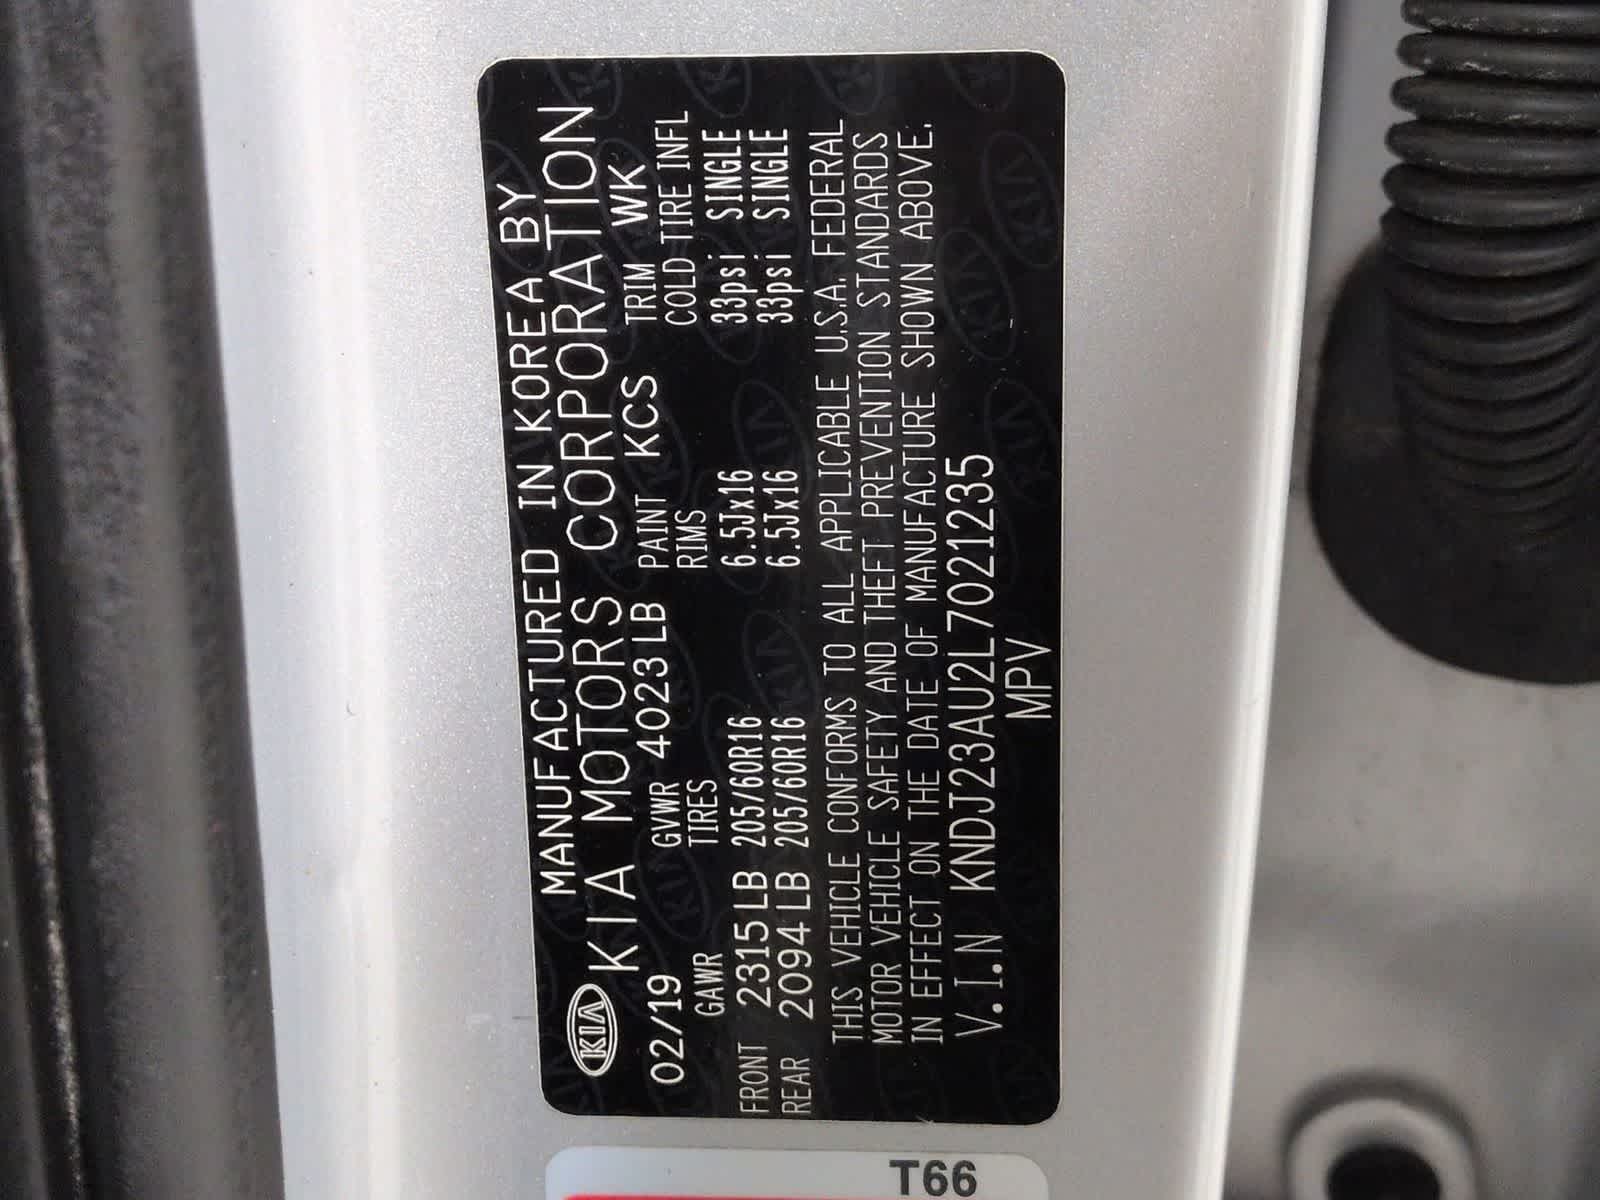 MANUFACTURED IN KOREA BY
KIA KIA MOTORS CORPORATION
02/19 GVWR 4023LB PAINT KCS TRIM WK
GAWR TIRES RIMS COLD TIRE INFL
FRONT 2315LB 205/60R16 6.5Jx16 33psi SINGLE
REAR 2094LB 205/60R16 6.5Jx16 33psi SINGLE
THIS VEHICLE CONFORMS TO ALL APPLICABLE U.S.A. FEDERAL
MOTOR VEHICLE SAFETY AND THEFT PREVENTION STANDARDS
IN EFFECT ON THE DATE OF MANUFACTURE SHOWN ABOVE.
V.I.N KNDJ23AU2L7021235
MPV
T66